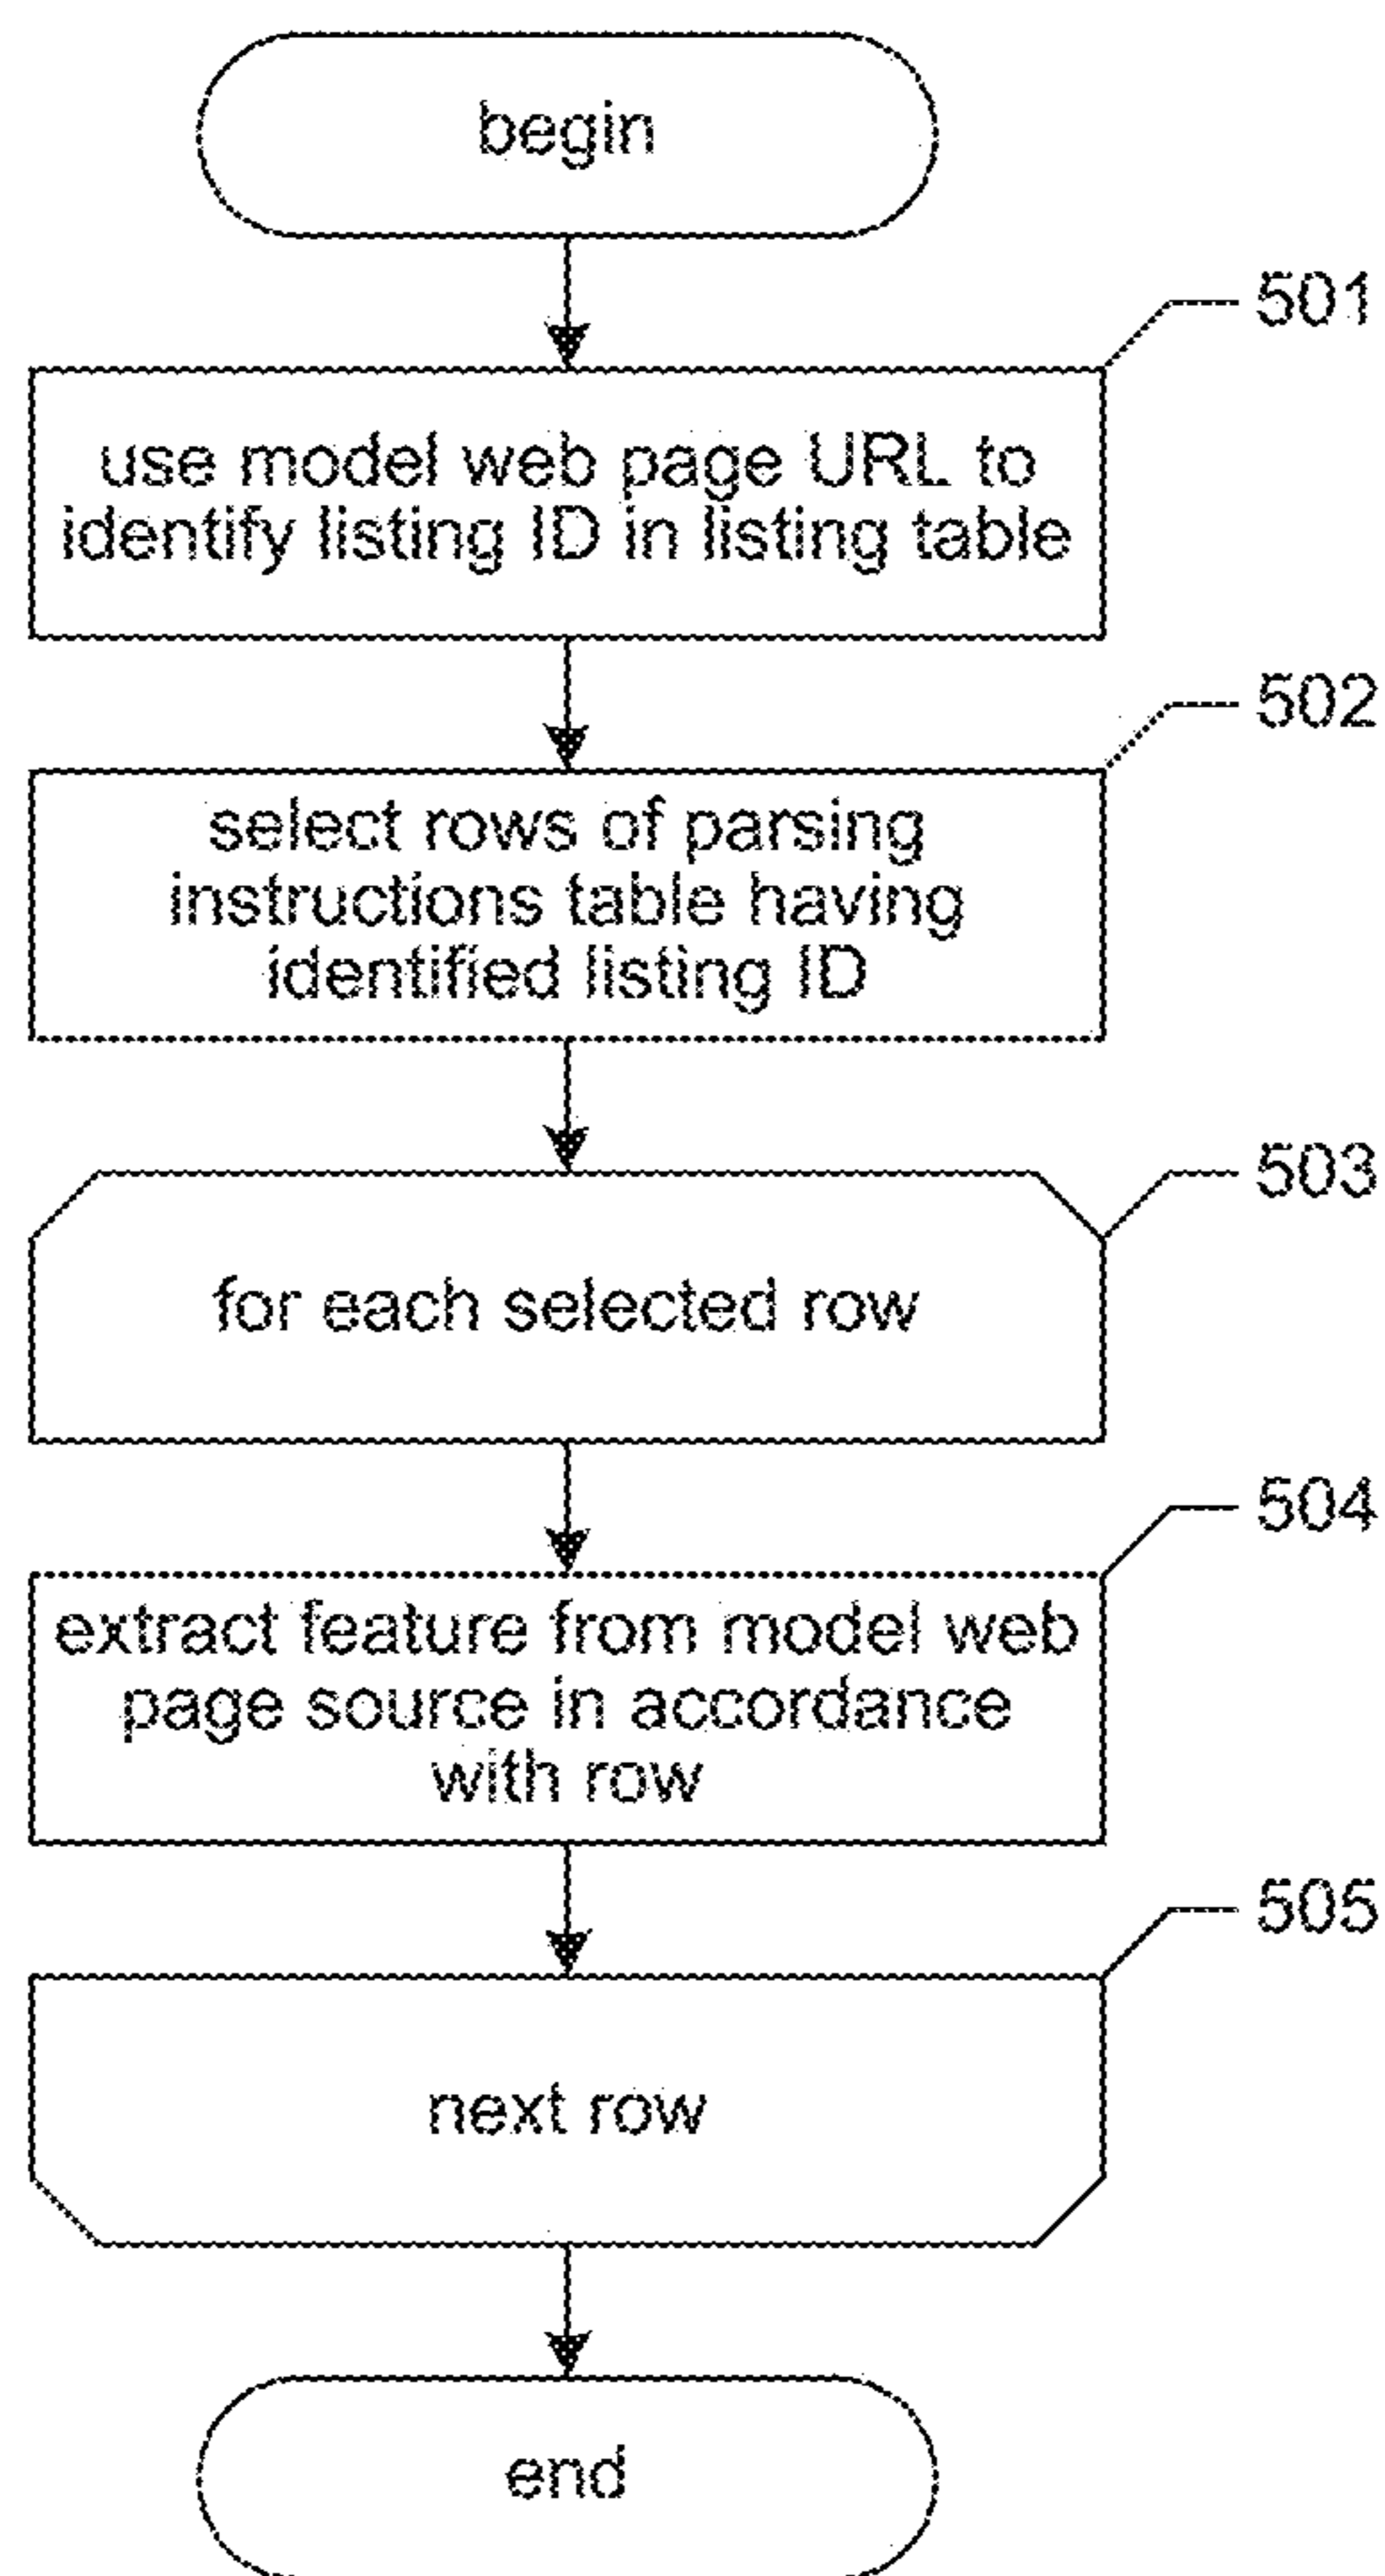 begin
501
use model web page URL to
identify listing ID in listing table
502
select rows of parsing
instructions table having
identified listing ID
503
for each selected row
504
extract feature from model web
page source in accordance
with row
505
next row
end